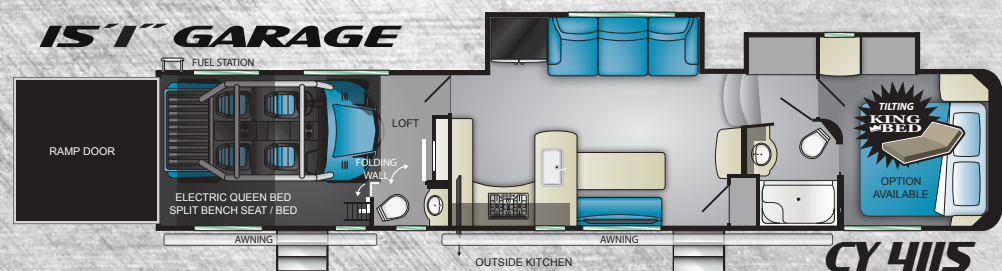 15'1" GARAGE
FUEL STATION
RAMP DOOR
LOFT
FOLDING
WALL
ELECTRIC QUEEN BED
SPLIT BENCH SEAT / BED
TILTING
KING
BED
OPTION
AVAILABLE
AWNING
AWNING
OUTSIDE KITCHEN
CY 4115